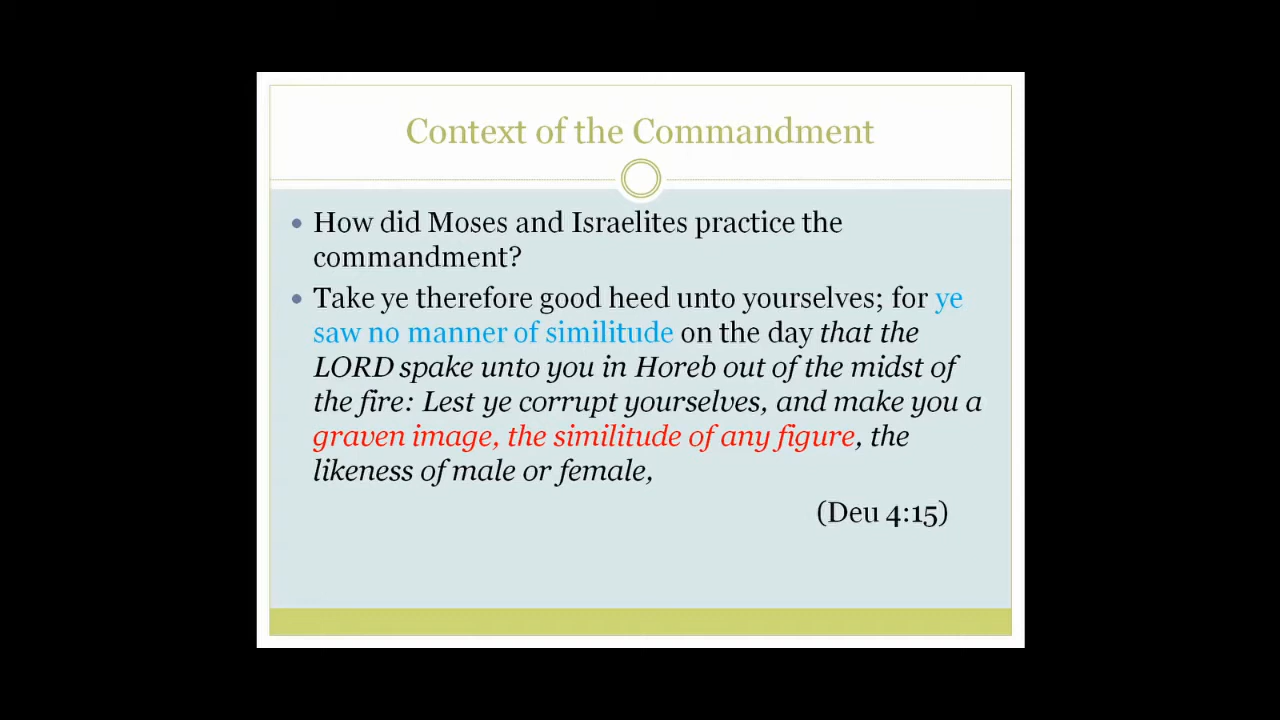 Context of the Commandment
• How did Moses and Israelites practice the
commandment?
• Take ye therefore good heed unto yourselves; for ye
saw no manner of similitude on the day that the
LORD spake unto you in Horeb out of the midst of
the fire: Lest ye corrupt yourselves, and make you a
graven image, the similitude of any figure, the
likeness of male or female,
(Deu 4:15)